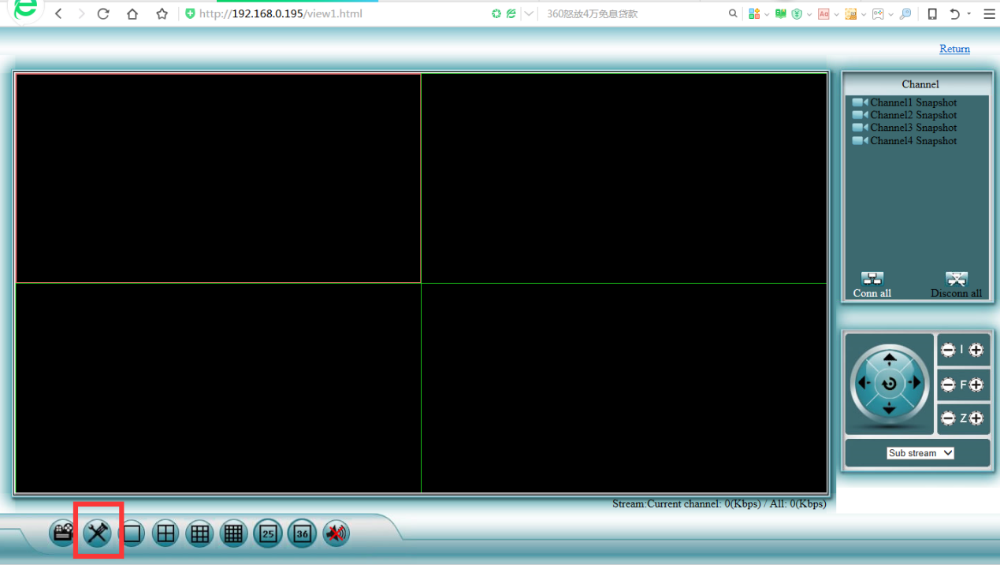 http://192.168.0.195/view1.html
360怒放4万免息贷款
Aa
Return
Channel
Channel1 Snapshot
Channel2 Snapshot
Channel3 Snapshot
Channel4 Snapshot
Conn all
Disconn all
I
F
Z
Sub stream
Stream:Current channel: 0(Kbps) / All: 0(Kbps)
25
36